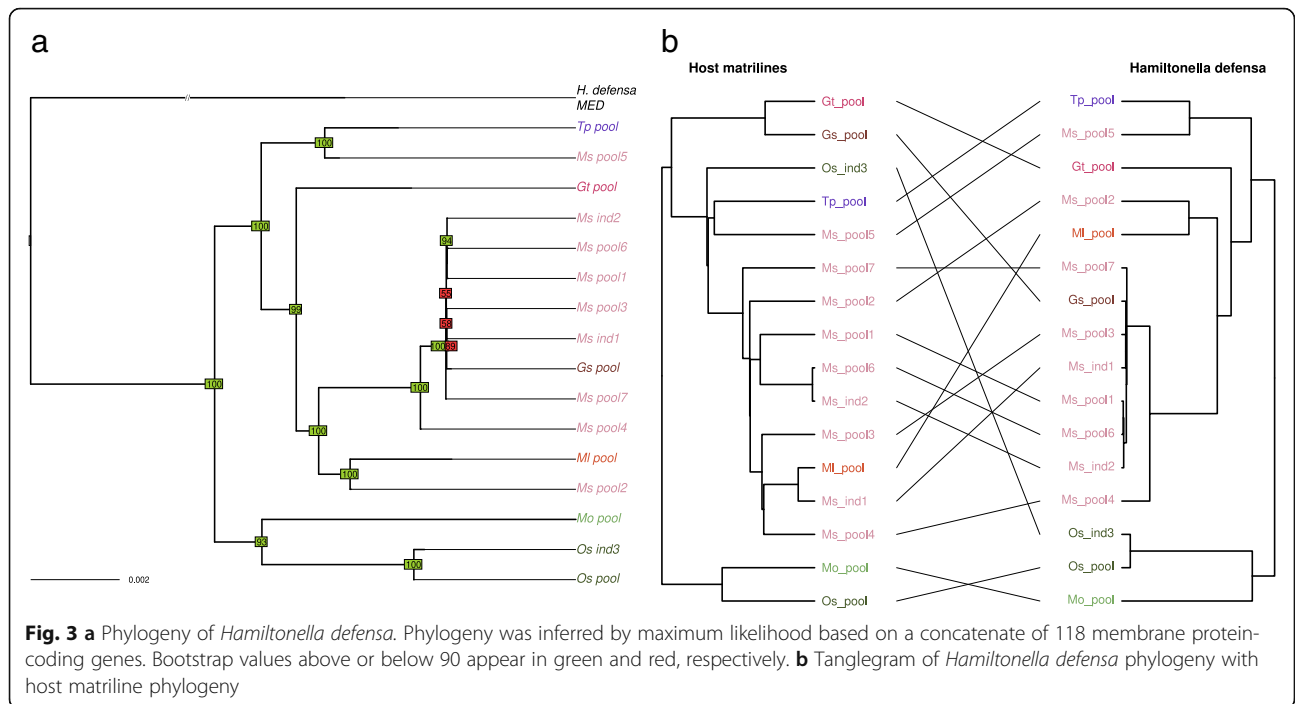 a
H. defensa
MED
Tp pool
100
Ms pool5
Gt pool
100
Ms ind2
94
Ms pool6
Ms pool1
55
Ms pool3
99
58
Ms ind1
100
Gs pool
Ms pool7
100
Ms pool4
100
100
Ml pool
100
Ms pool2
Mo pool
93
Os ind3
100
Os pool
0.002
b
Host matrilines
Hamiltonella defensa
Gt_pool
Tp_pool
Gs_pool
Ms_pool5
Os_ind3
Gt_pool
Tp_pool
Ms_pool2
Ms_pool5
Ml_pool
Ms_pool7
Ms_pool7
Ms_pool2
Gs_pool
Ms_pool1
Ms_pool3
Ms_pool6
Ms_ind1
Ms_ind2
Ms_pool1
Ms_pool3
Ms_pool6
Ml_pool
Ms_ind2
Ms_ind1
Ms_pool4
Ms_pool4
Os_ind3
Mo_pool
Os_pool
Os_pool
Mo_pool
Fig. 3 a Phylogeny of Hamiltonella defensa. Phylogeny was inferred by maximum likelihood based on a concatenate of 118 membrane protein-
coding genes. Bootstrap values above or below 90 appear in green and red, respectively. b Tanglegram of Hamiltonella defensa phylogeny with
host matriline phylogeny